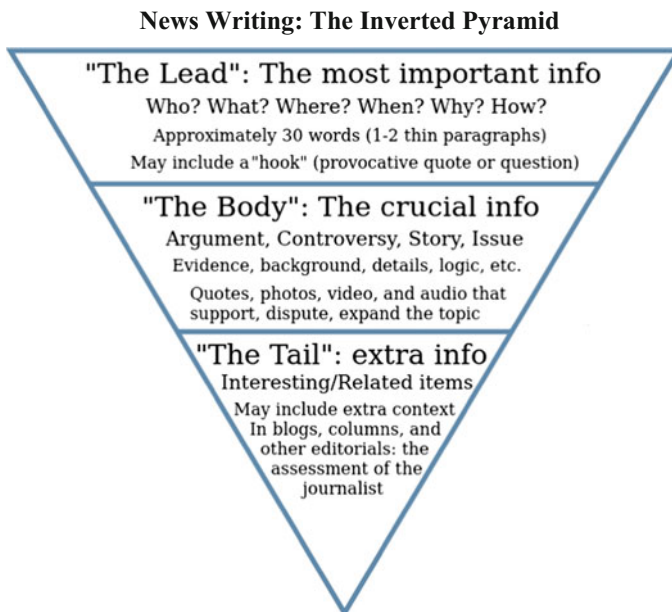 News Writing: The Inverted Pyramid
"The Lead": The most important info
Who? What? Where? When? Why? How?
Approximately 30 words (1-2 thin paragraphs)
May include a "hook" (provocative quote or question)
"The Body": The crucial info
Argument, Controversy, Story, Issue
Evidence, background, details, logic, etc.
Quotes, photos, video, and audio that
support, dispute, expand the topic
"The Tail": extra info
Interesting/Related items
May include extra context
In blogs, columns, and
other editorials: the
assessment of the
journalist